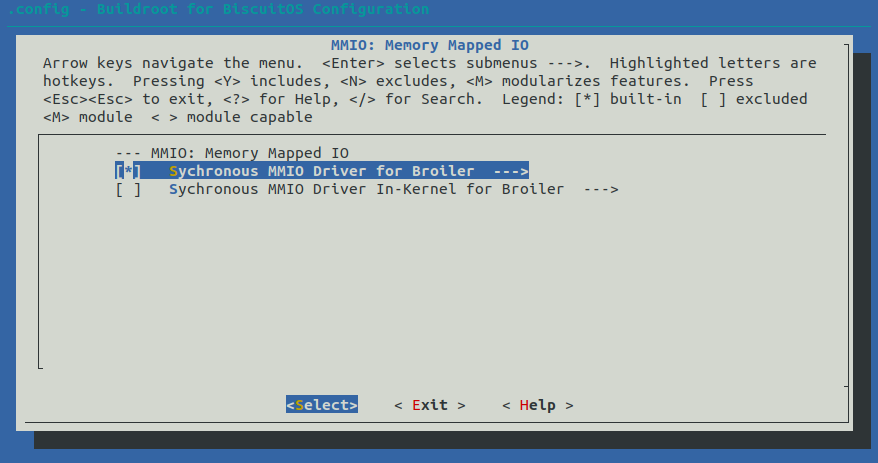 .config - Buildroot for BiscuitOS Configuration
MMIO: Memory Mapped IO
Arrow keys navigate the menu.  <Enter> selects submenus --->.  Highlighted letters are
hotkeys.  Pressing <Y> includes, <N> excludes, <M> modularizes features.  Press
<Esc><Esc> to exit, <?> for Help, </> for Search.  Legend: [*] built-in  [ ] excluded
<M> module  < > module capable
--- MMIO: Memory Mapped IO
[*]   Sychronous MMIO Driver for Broiler  --->
[ ]   Sychronous MMIO Driver In-Kernel for Broiler  --->
<Select>    < Exit >    < Help >